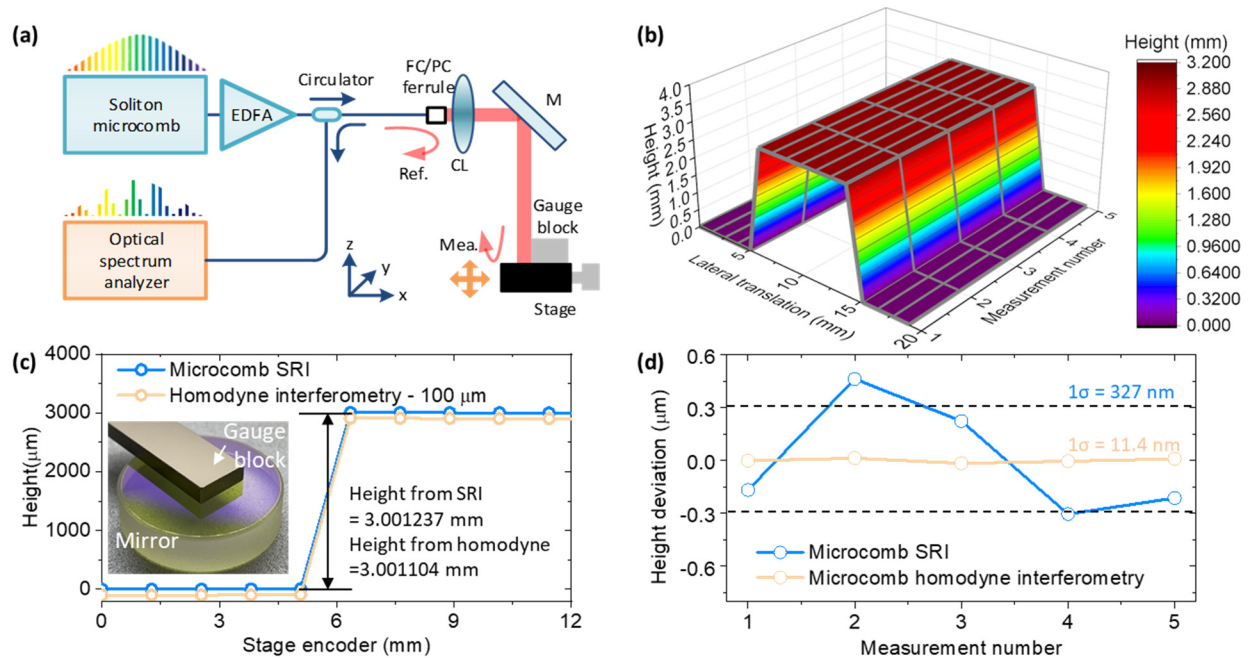 (a)
Soliton
microcomb
EDFA
Circulator
FC/PC
ferrule
M
CL
Ref.
Optical
spectrum
analyzer
z
y
x
Mea.
Gauge
block
Stage
(b)
Height (mm)
4.0
3.5
3.0
2.5
2.0
1.5
1.0
0.5
0.0
Height (mm)
5
10
15
20
Lateral translation (mm)
1
2
3
4
5
Measurement number
3.200
2.880
2.560
2.240
1.920
1.600
1.280
0.9600
0.6400
0.3200
0.000
(c)
4000
3000
2000
1000
0
Height(μm)
Microcomb SRI
Homodyne interferometry - 100 μm
Gauge
block
Mirror
Height from SRI
= 3.001237 mm
Height from homodyne
=3.001104 mm
0 3 6 9 12
Stage encoder (mm)
(d)
0.6
0.3
0.0
-0.3
-0.6
Height deviation (μm)
1σ = 327 nm
1σ = 11.4 nm
Microcomb SRI
Microcomb homodyne interferometry
1 2 3 4 5
Measurement number